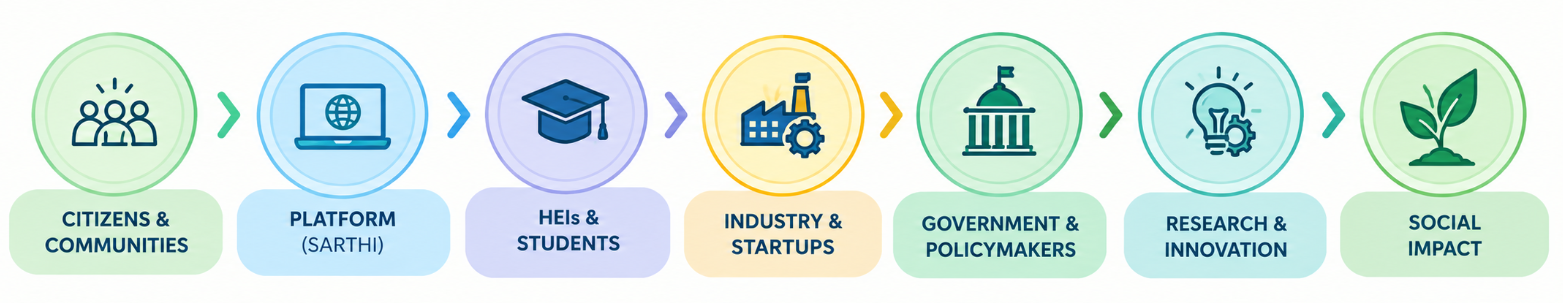 CITIZENS &
COMMUNITIES
PLATFORM
(SARTHI)
HEIs &
STUDENTS
INDUSTRY &
STARTUPS
GOVERNMENT &
POLICYMAKERS
RESEARCH &
INNOVATION
SOCIAL
IMPACT